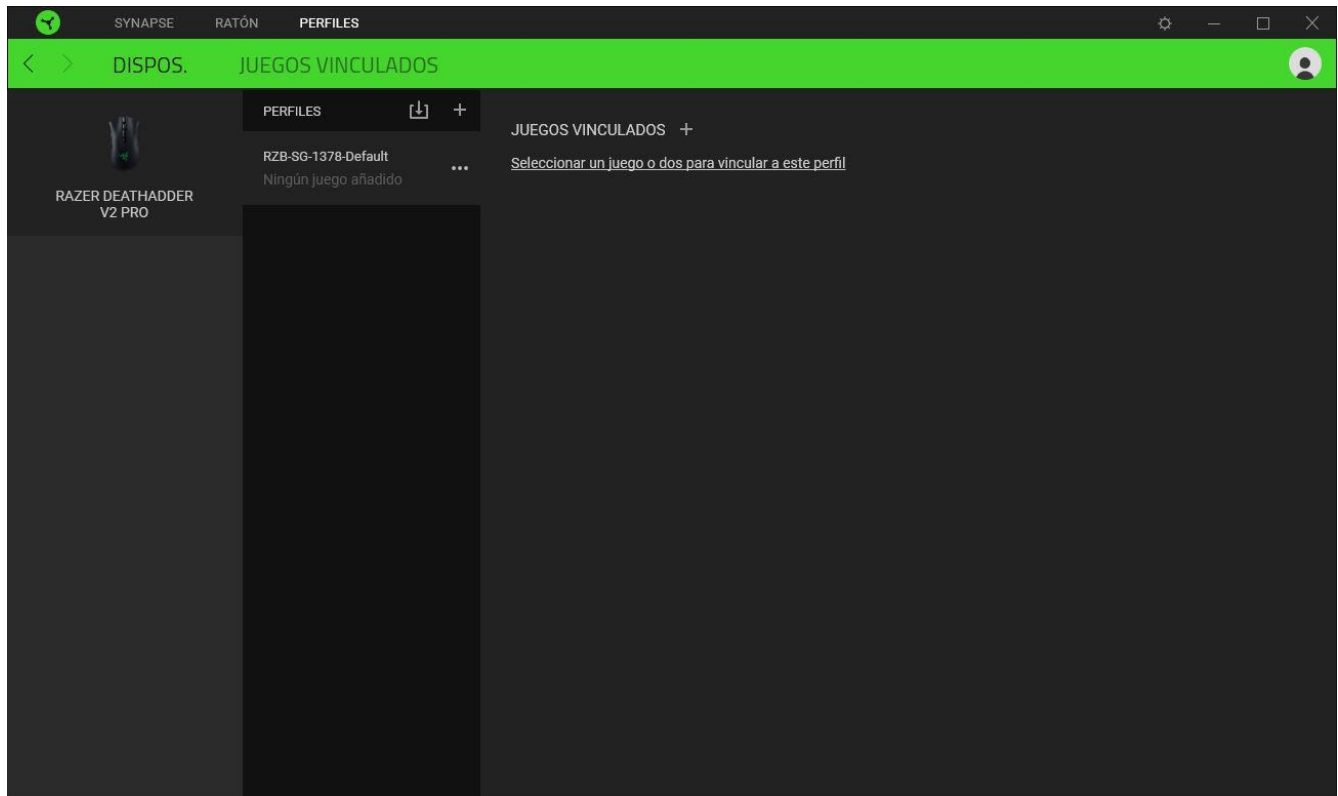 SYNAPSE RATÓN PERFILES
DISPOS. JUEGOS VINCULADOS
RAZER DEATHADDER
V2 PRO
PERFILES
RZB-SG-1378-Default
Ningún juego añadido
JUEGOS VINCULADOS
Seleccionar un juego o dos para vincular a este perfil